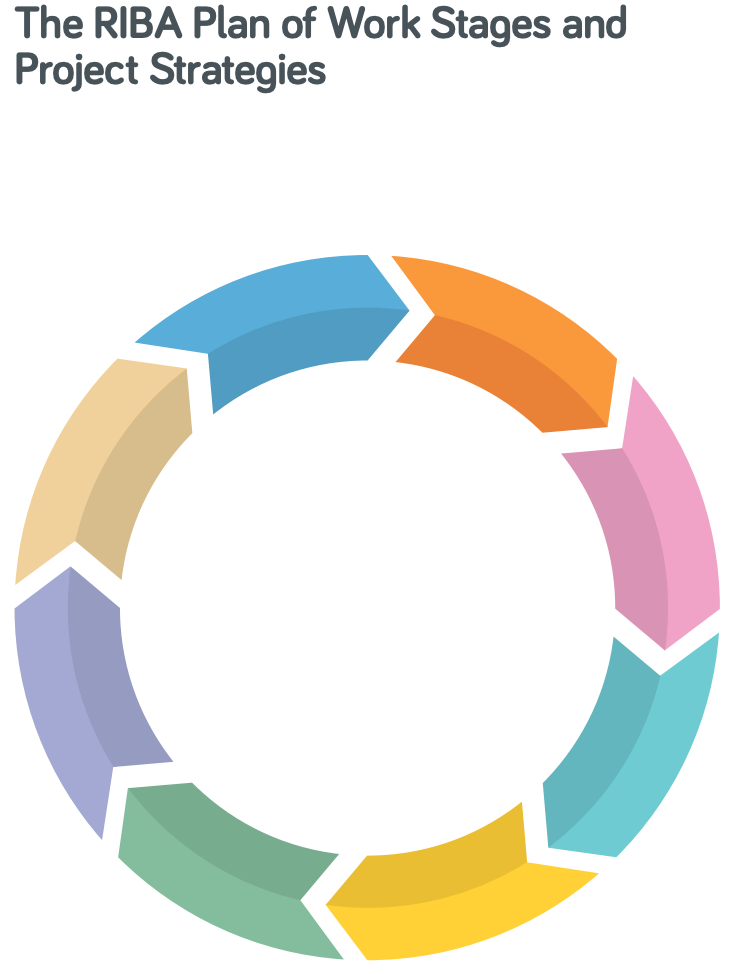 The RIBA Plan of Work Stages and
Project Strategies